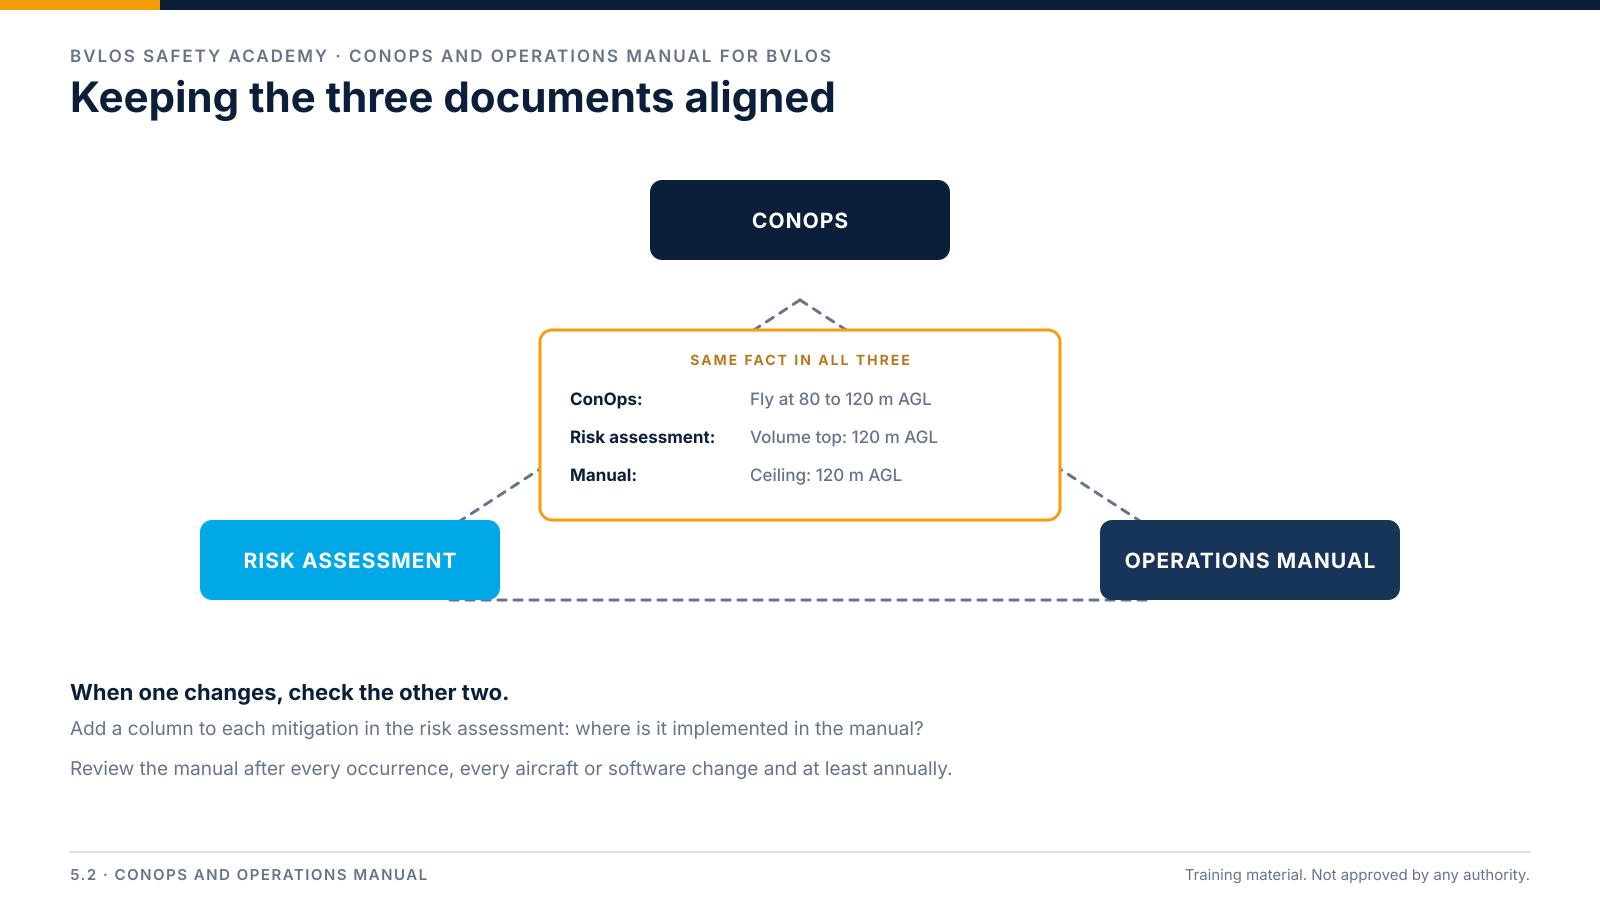 BVLOS SAFETY ACADEMY · CONOPS AND OPERATIONS MANUAL FOR BVLOS
Keeping the three documents aligned
CONOPS
SAME FACT IN ALL THREE
ConOps: Fly at 80 to 120 m AGL
Risk assessment: Volume top: 120 m AGL
Manual: Ceiling: 120 m AGL
RISK ASSESSMENT
OPERATIONS MANUAL
When one changes, check the other two.
Add a column to each mitigation in the risk assessment: where is it implemented in the manual?
Review the manual after every occurrence, every aircraft or software change and at least annually.
5.2 · CONOPS AND OPERATIONS MANUAL
Training material. Not approved by any authority.